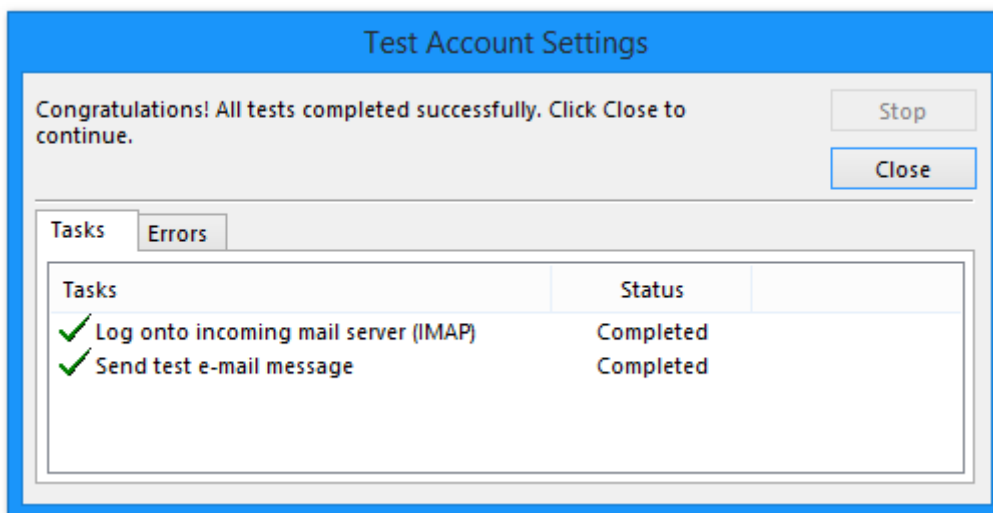 Test Account Settings
Congratulations! All tests completed successfully. Click Close to
continue.
Stop
Close
Tasks
Errors
Tasks Status
Log onto incoming mail server (IMAP) Completed
Send test e-mail message Completed